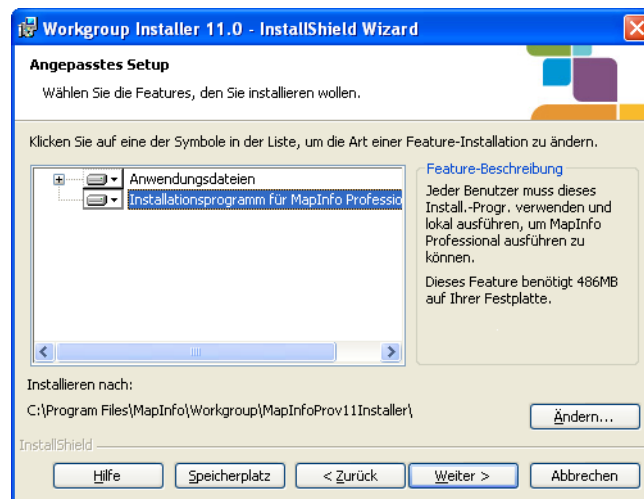 Workgroup Installer 11.0 - InstallShield Wizard
Angepasstes Setup
Wählen Sie die Features, den Sie installieren wollen.
Klicken Sie auf eine der Symbole in der Liste, um die Art einer Feature-Installation zu ändern.
Anwendungsdateien
Installationsprogramm für MapInfo Professio
Feature-Beschreibung
Jeder Benutzer muss dieses
Install.-Progr. verwenden und
lokal ausführen, um MapInfo
Professional ausführen zu
können.
Dieses Feature benötigt 486MB
auf Ihrer Festplatte.
Installieren nach:
C:\Program Files\MapInfo\Workgroup\MapInfoProv11Installer\
Ändern...
InstallShield
Hilfe
Speicherplatz
< Zurück
Weiter >
Abbrechen